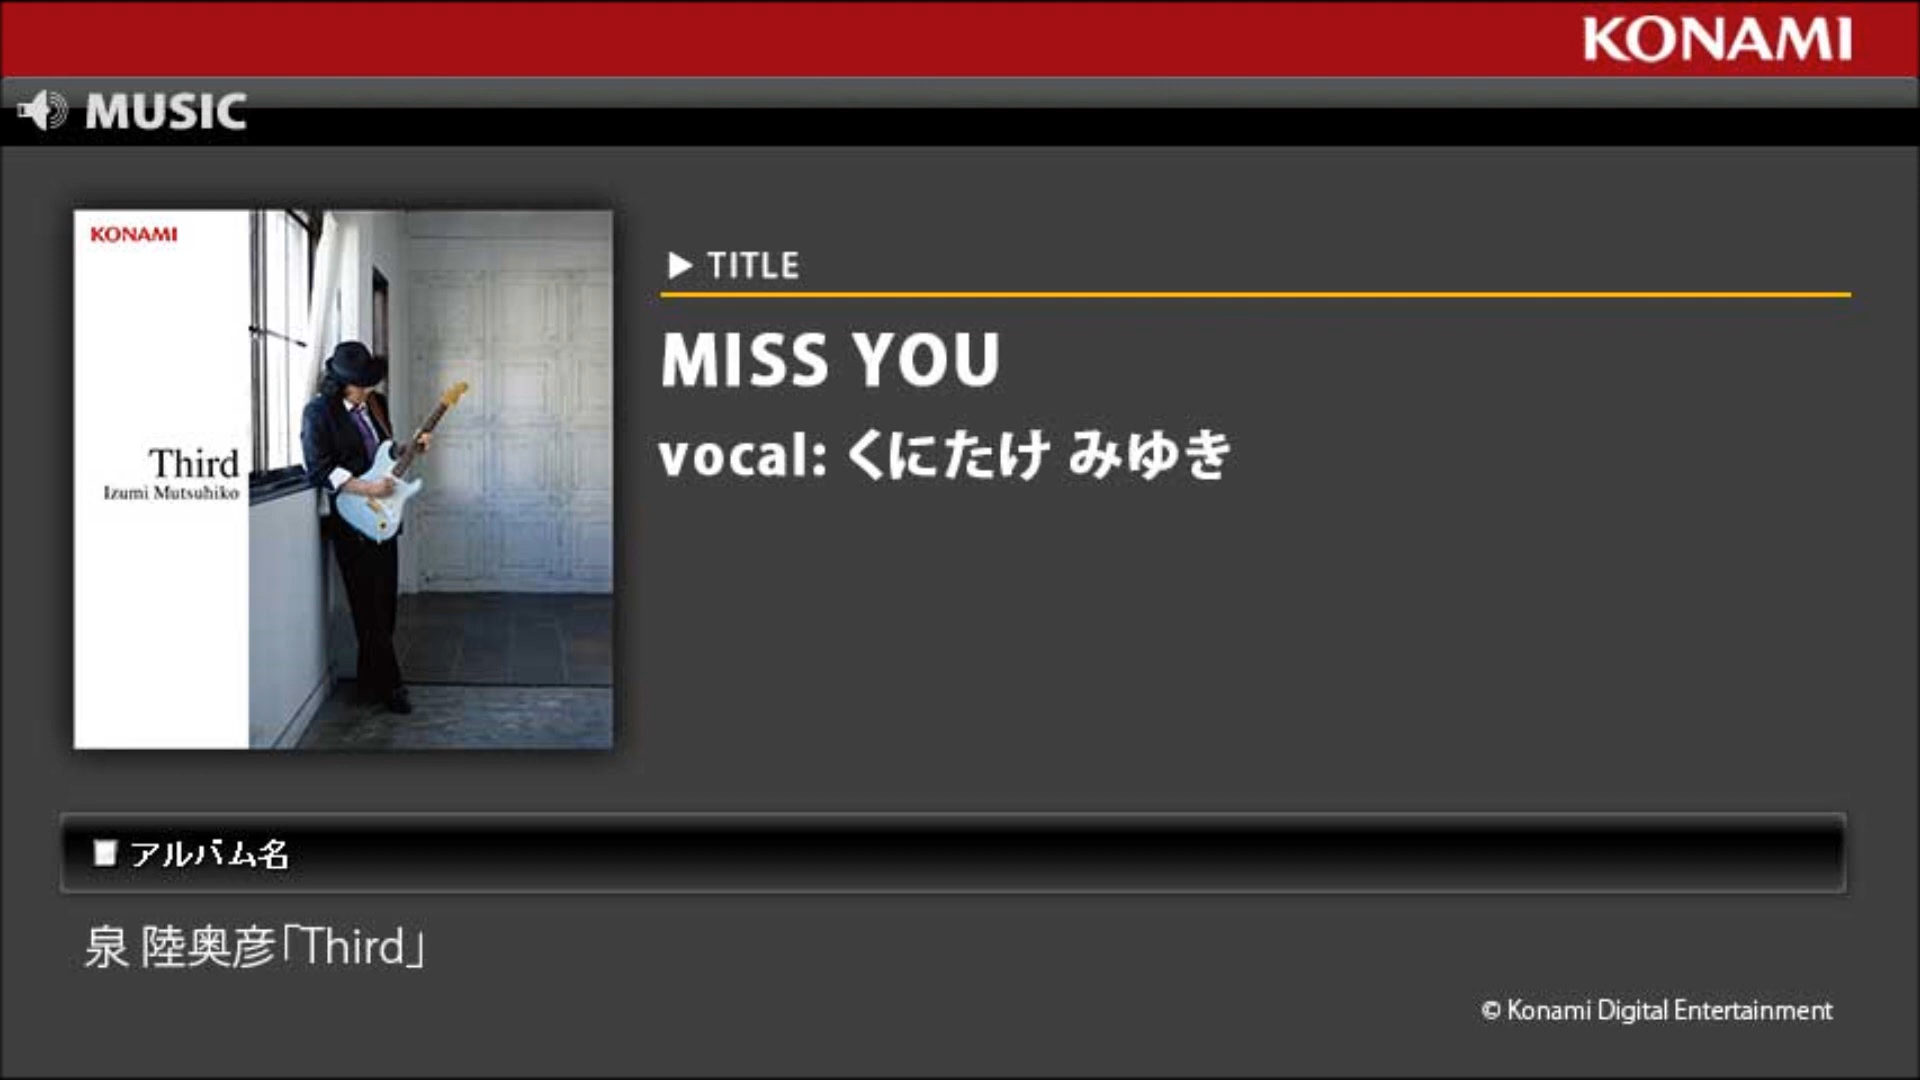 KONAMI
MUSIC
KONAMI
Third
Izumi Mutsuhiko
▶ TITLE
MISS YOU
vocal: くにたけ みゆき
■ アルバム名
泉 陸奥彦「Third」
© Konami Digital Entertainment